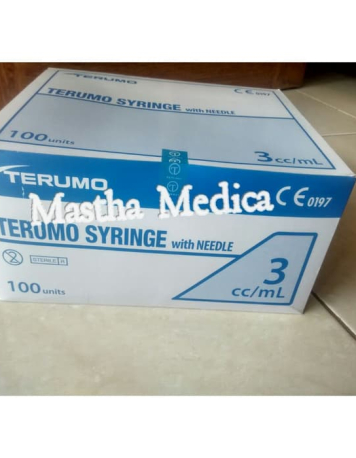 TERUMO
CE
TERUMO SYRINGE with NEEDLE
100 units
3 cc/mL
TERUMO
Mastha Medica
CE 0197
TERUMO SYRINGE with NEEDLE
STERILE R
3
cc/mL
100 units